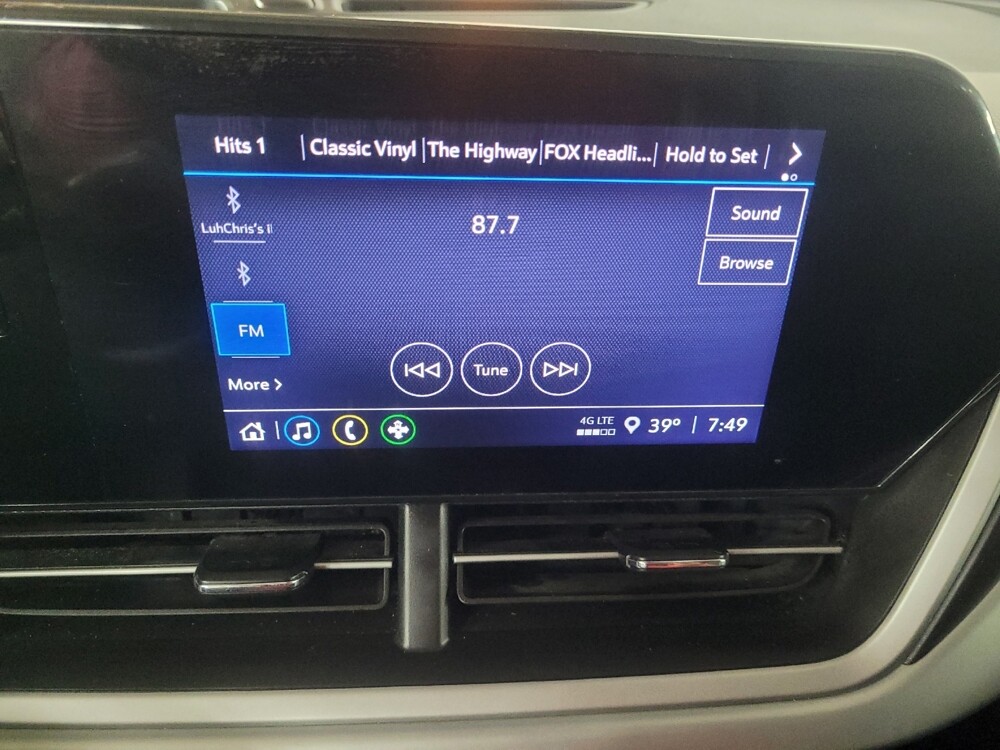 Hits 1 | Classic Vinyl | The Highway | FOX Headli... | Hold to Set |
LuhChris's i
87.7
Sound
Browse
FM
Tune
More
4G LTE
39° | 7:49